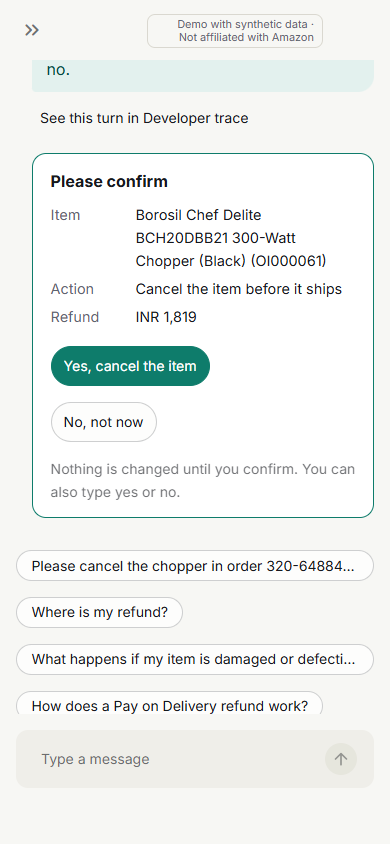 Demo with synthetic data ·
Not affiliated with Amazon
no.
See this turn in Developer trace
Please confirm
Item Borosil Chef Delite
BCH20DBB21 300-Watt
Chopper (Black) (OI000061)
Action Cancel the item before it ships
Refund INR 1,819
Yes, cancel the item
No, not now
Nothing is changed until you confirm. You can
also type yes or no.
Please cancel the chopper in order 320-64884...
Where is my refund?
What happens if my item is damaged or defecti...
How does a Pay on Delivery refund work?
Type a message